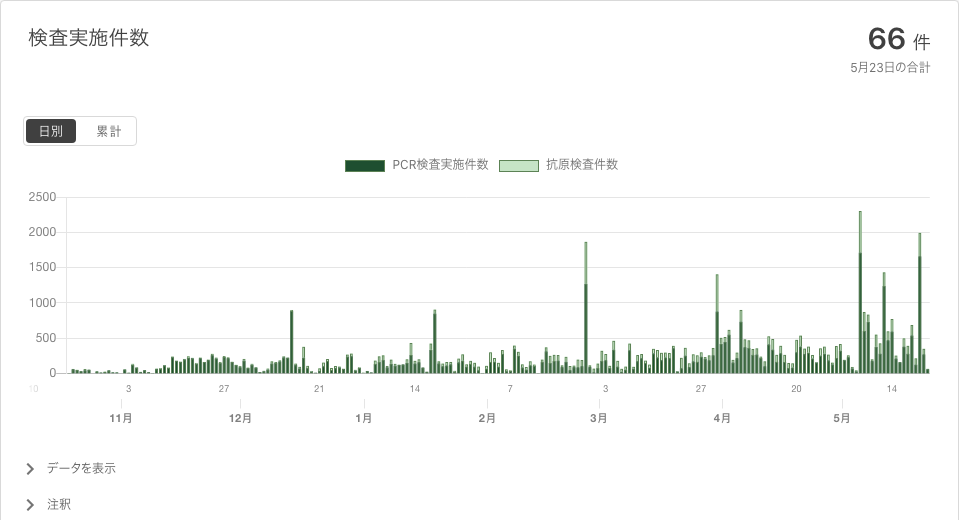 検査実施件数
66 件
5月23日の合計
日別 累計
PCR検査実施件数 抗原検査件数
2500
2000
1500
1000
500
0
10 3 27 21 14 7 3 27 20 14
11月 12月 1月 2月 3月 4月 5月
データを表示
注釈